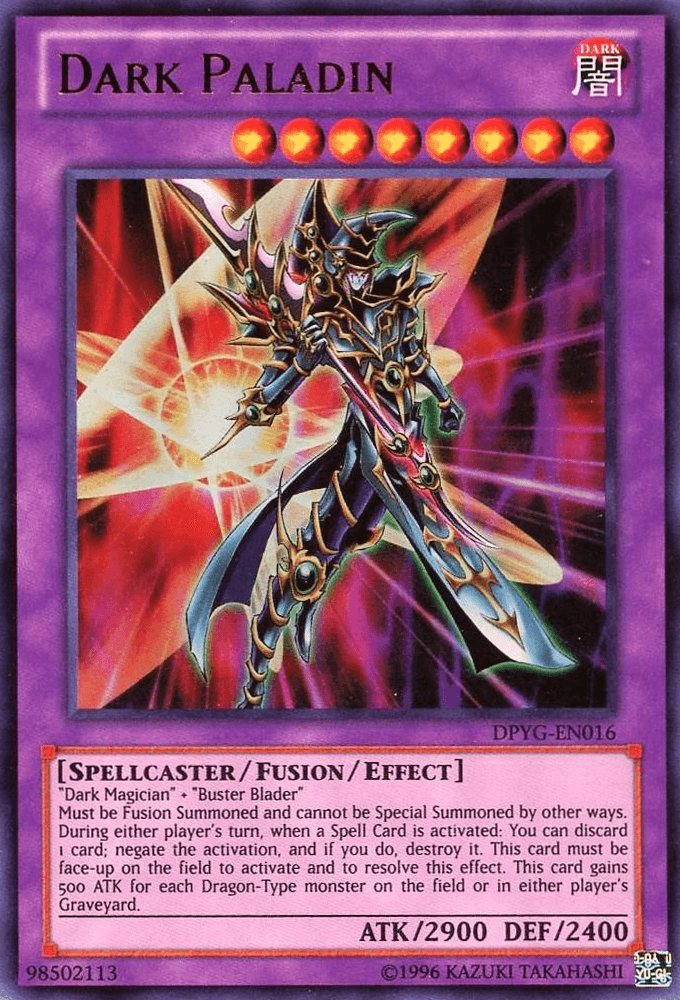 DARK PALADIN
DARK
闇
DPYG-EN016
[SPELLCASTER/FUSION/EFFECT]
"Dark Magician" + "Buster Blader"
Must be Fusion Summoned and cannot be Special Summoned by other ways.
During either player's turn, when a Spell Card is activated: You can discard
1 card; negate the activation, and if you do, destroy it. This card must be
face-up on the field to activate and to resolve this effect. This card gains
500 ATK for each Dragon-Type monster on the field or in either player's
Graveyard.
ATK/2900 DEF/2400
98502113
©1996 KAZUKI TAKAHASHI